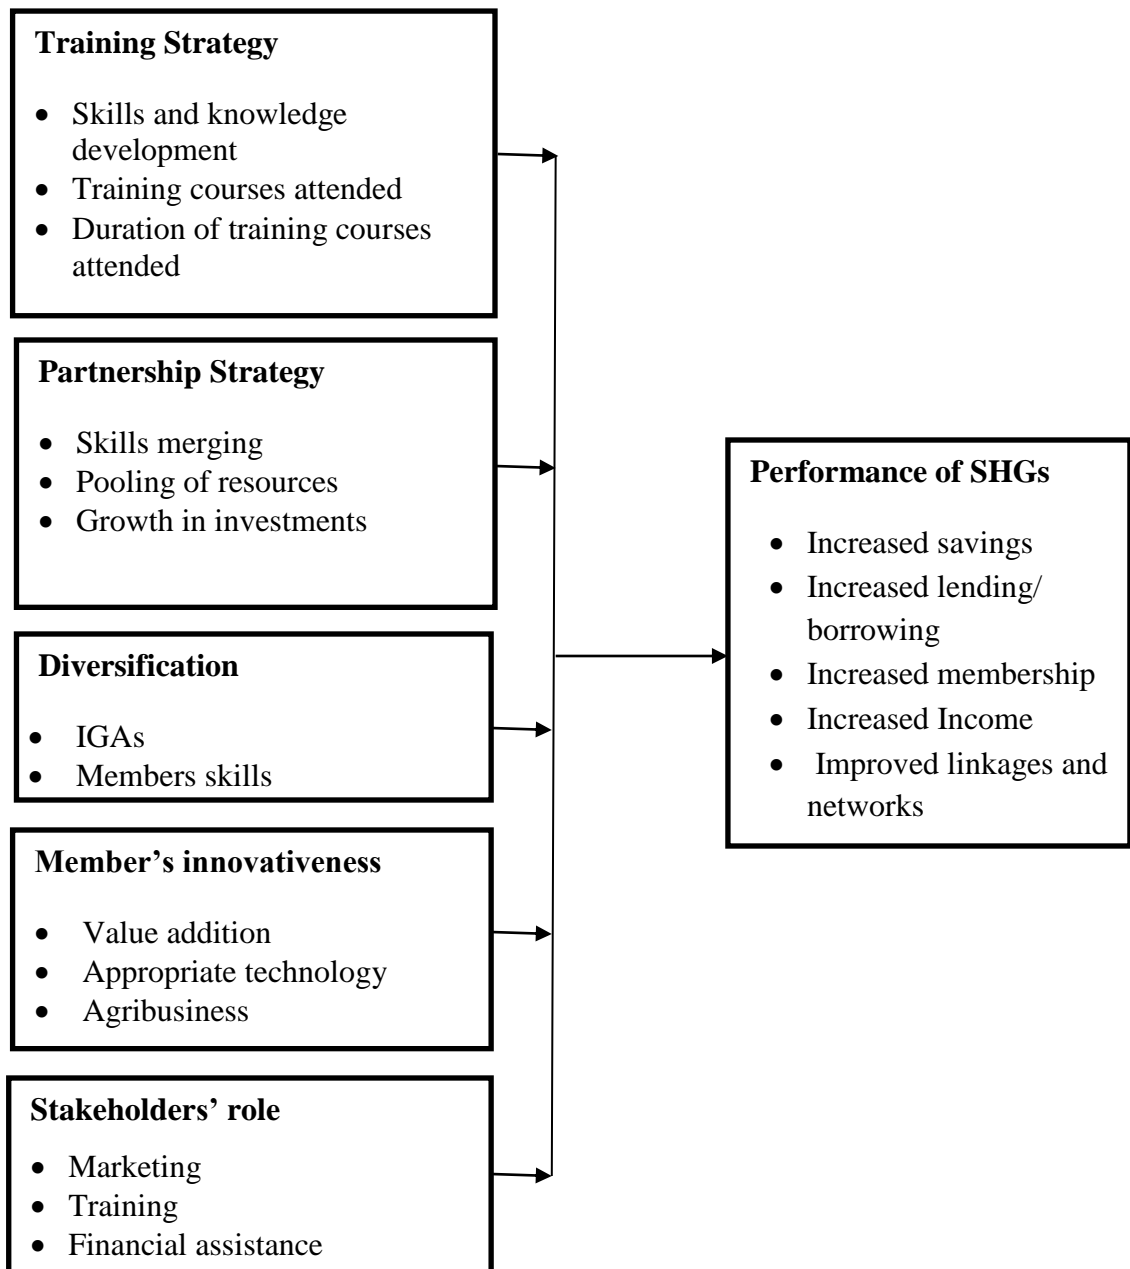 Training Strategy
• Skills and knowledge
development
• Training courses attended
• Duration of training courses
attended
Partnership Strategy
• Skills merging
• Pooling of resources
• Growth in investments
Diversification
• IGAs
• Members skills
Member’s innovativeness
• Value addition
• Appropriate technology
• Agribusiness
Stakeholders’ role
• Marketing
• Training
• Financial assistance
Performance of SHGs
• Increased savings
• Increased lending/
borrowing
• Increased membership
• Increased Income
• Improved linkages and
networks